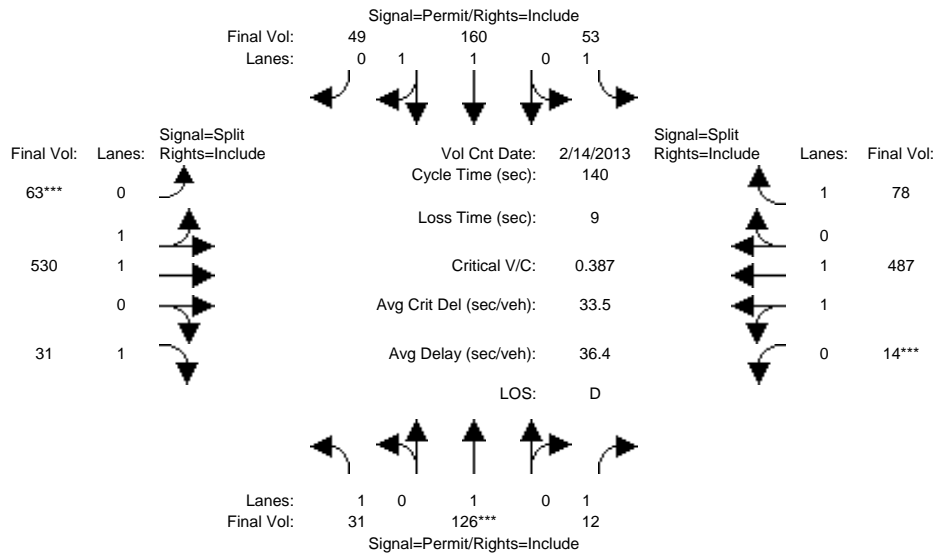 Signal=Permit/Rights=Include
Final Vol: 49 160 53
Lanes: 0 1 1 0 1
Signal=Split Signal=Split
Final Vol: Lanes: Rights=Include Vol Cnt Date: 2/14/2013 Rights=Include Lanes: Final Vol:
Cycle Time (sec): 140
63*** 0 1 78
Loss Time (sec): 9
1 0
530 1 Critical V/C: 0.387 1 487
0 Avg Crit Del (sec/veh): 33.5 1
31 1 Avg Delay (sec/veh): 36.4 0 14***
LOS: D
Lanes: 1 0 1 0 1
Final Vol: 31 126*** 12
Signal=Permit/Rights=Include